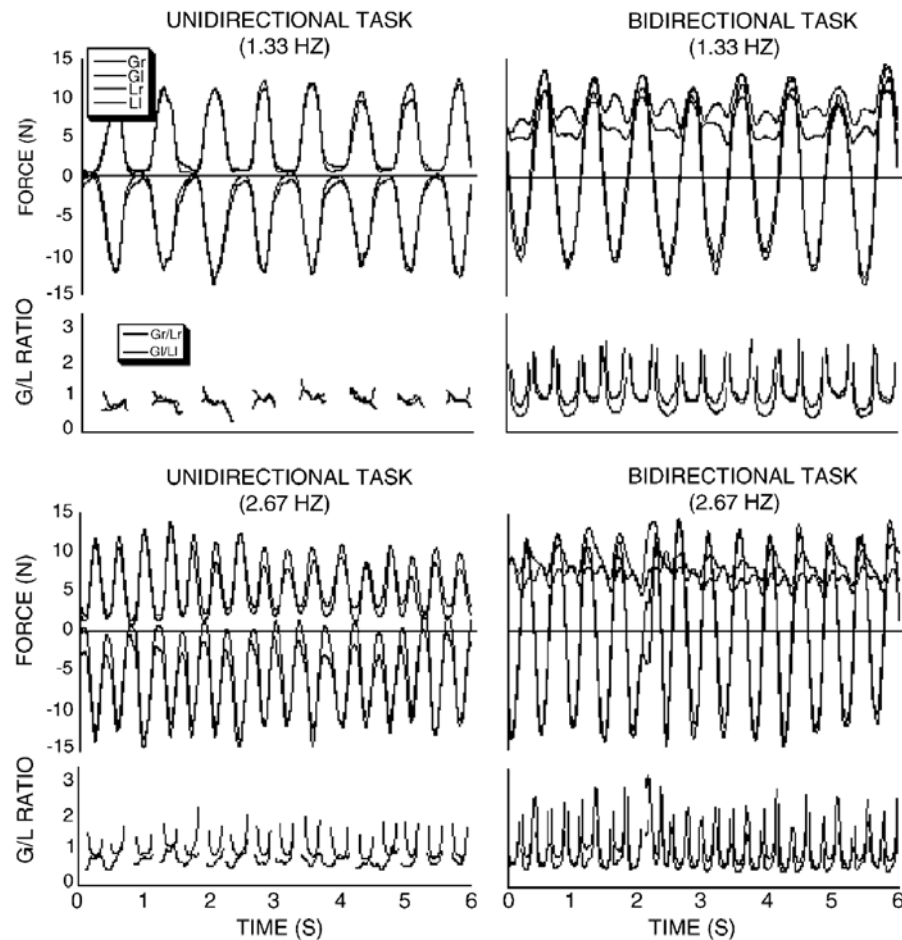 UNIDIRECTIONAL TASK
(1.33 HZ)
BIDIRECTIONAL TASK
(1.33 HZ)
FORCE (N)
15
10
5
0
-5
-10
-15
Gr
Gl
Lr
Ll
G/L RATIO
3
2
1
0
Gr/Lr
Gl/Ll
UNIDIRECTIONAL TASK
(2.67 HZ)
BIDIRECTIONAL TASK
(2.67 HZ)
FORCE (N)
15
10
5
0
-5
-10
-15
G/L RATIO
3
2
1
0
0 1 2 3 4 5 6
TIME (S)
0 1 2 3 4 5 6
TIME (S)